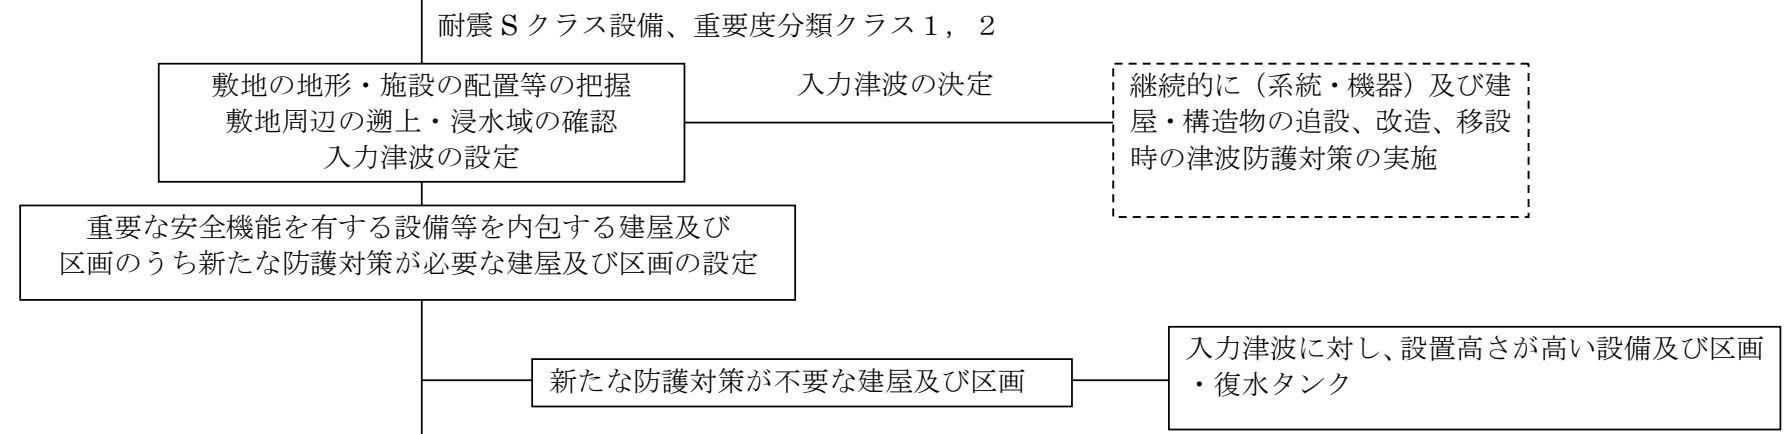 耐震 S クラス設備、重要度分類クラス１，２
敷地の地形・施設の配置等の把握
敷地周辺の遡上・浸水域の確認
入力津波の設定
入力津波の決定
継続的に（系統・機器）及び建
屋・構造物の追設、改造、移設
時の津波防護対策の実施
重要な安全機能を有する設備等を内包する建屋及び
区画のうち新たな防護対策が必要な建屋及び区画の設定
新たな防護対策が不要な建屋及び区画
入力津波に対し、設置高さが高い設備及び区画
・復水タンク